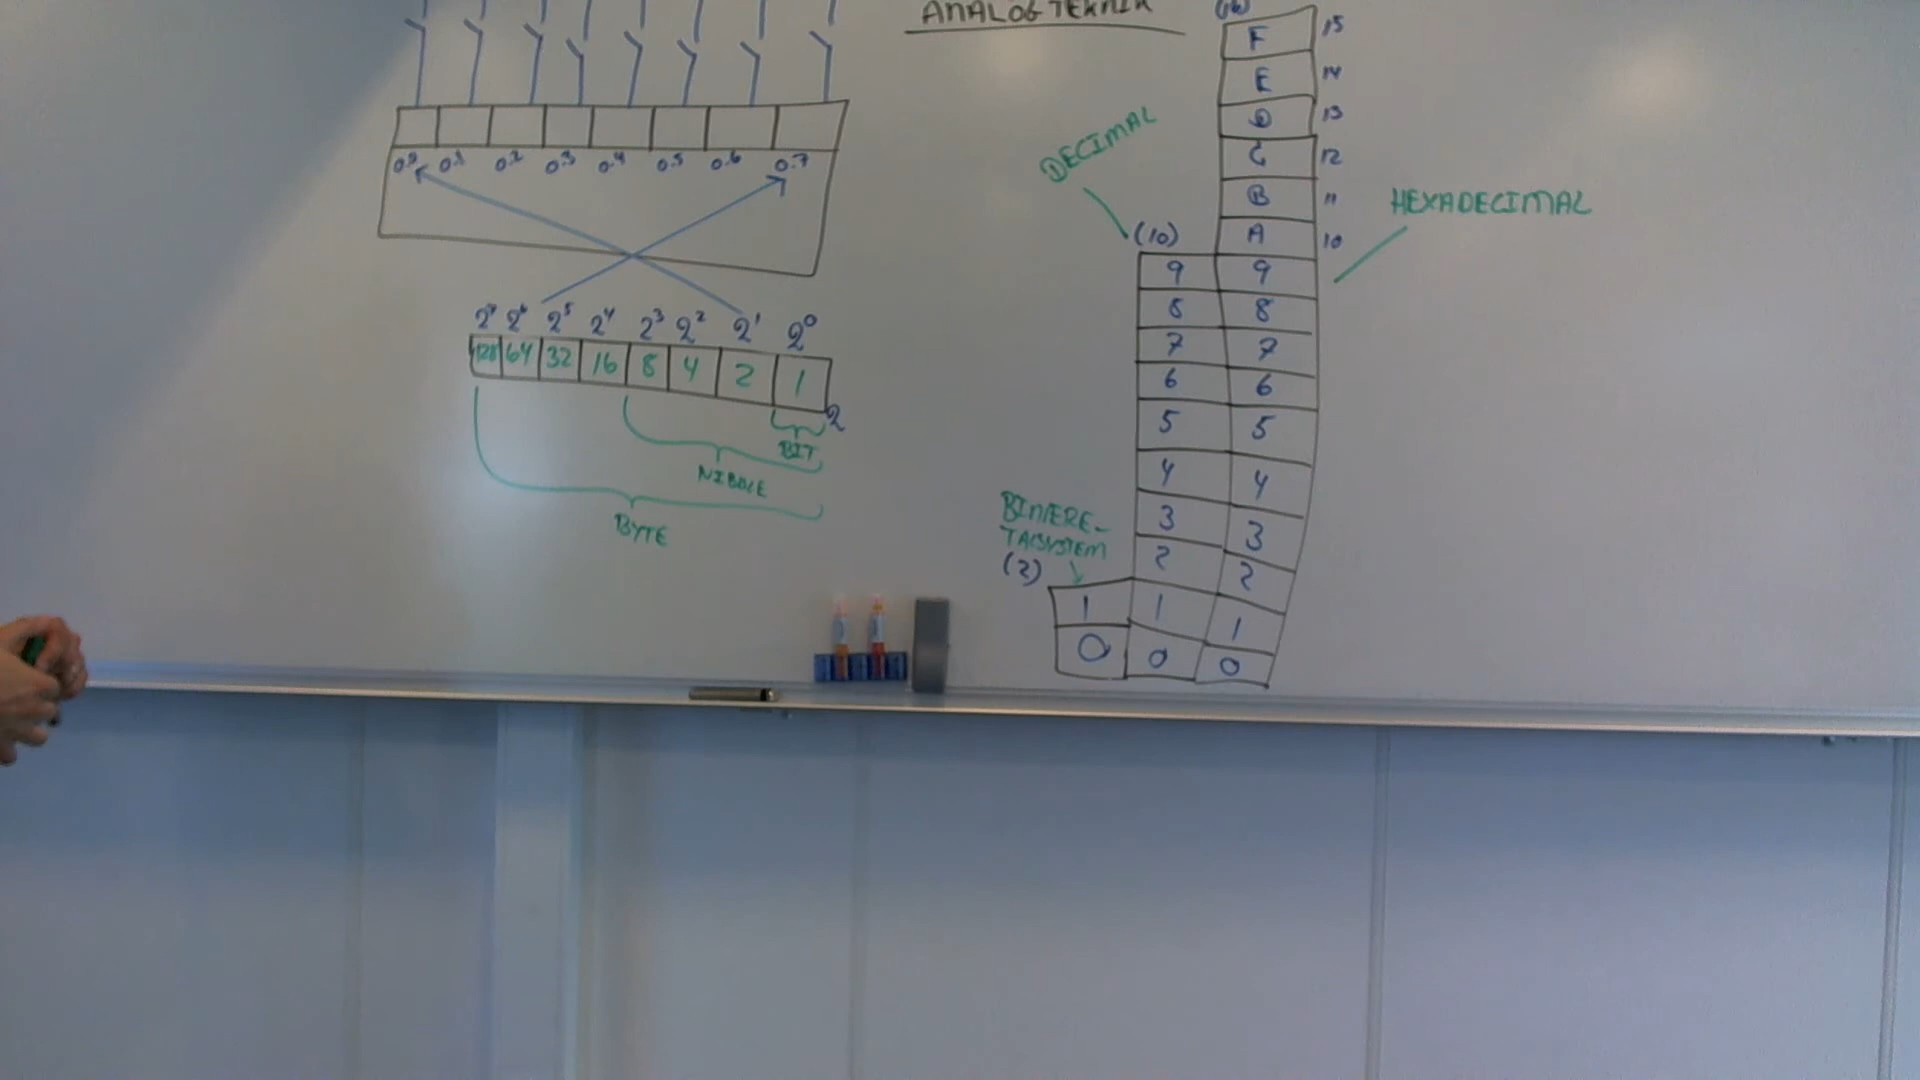 ANALOGTEKNIK
(16)
F 15
E 14
D 13
C 12
B 11
A 10
DECIMAL
HEXADECIMAL
(10)
9 9
8 8
7 7
6 6
5 5
4 4
3 3
2 2
BINÆRE-
TALSYSTEM
(2)
1 1 1
0 0 0
0.0 0.1 0.2 0.3 0.4 0.5 0.6 0.7
2⁷ 2⁶ 2⁵ 2⁴ 2³ 2² 2¹ 2⁰
128 64 32 16 8 4 2 1
2
BIT
NIBBLE
BYTE